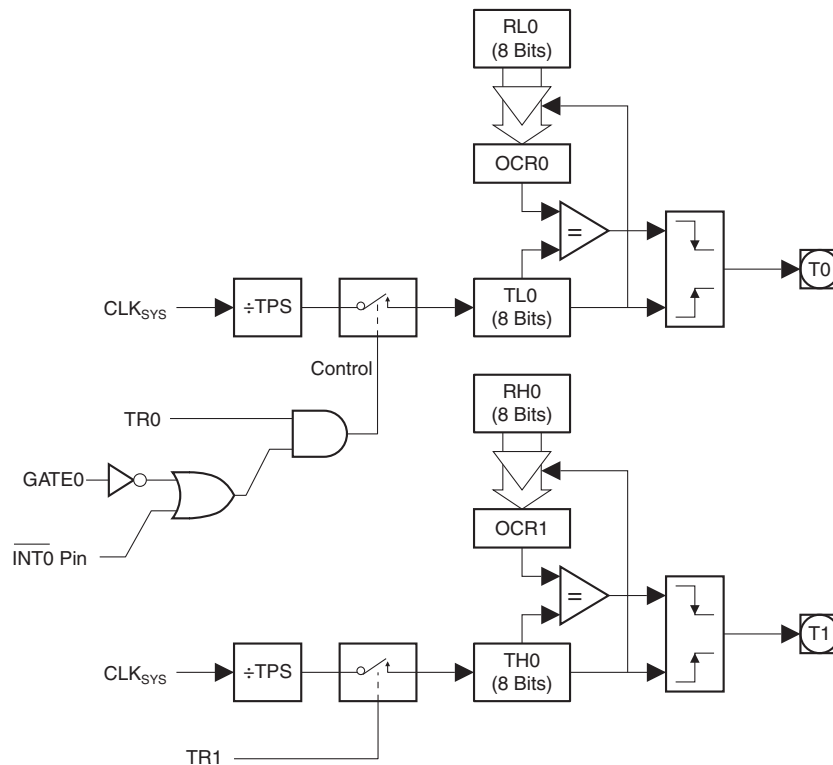 RL0
(8 Bits)
OCR0
=
T0
CLKSYS
÷TPS
TL0
(8 Bits)
Control
TR0
RH0
(8 Bits)
GATE0
INT0 Pin
OCR1
=
T1
CLKSYS
÷TPS
TH0
(8 Bits)
TR1